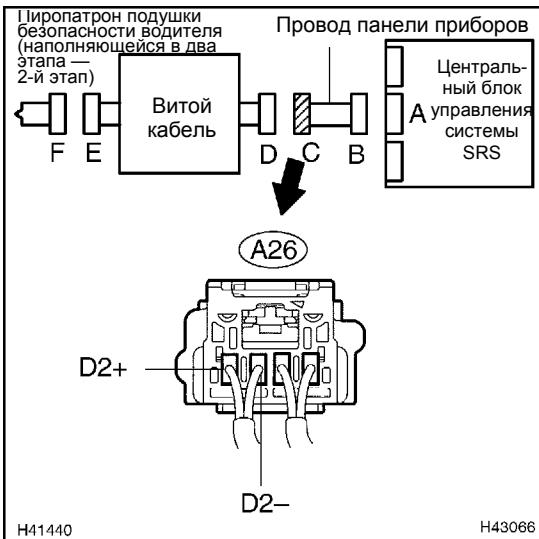 Пиропатрон подушки
безопасности водителя
(наполняющейся в два
этапа —
2-й этап)
Провод панели приборов
Витой
кабель
Централь-
ный блок
управления
системы
SRS
F E D C B A
A26
D2+
D2–
H41440
H43066